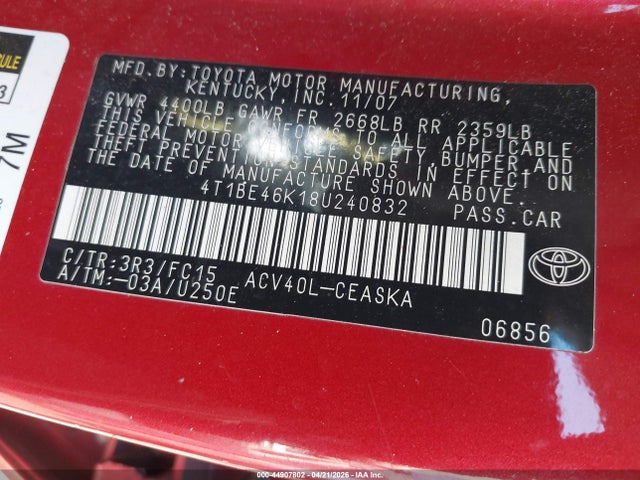 MFD.BY:TOYOTA MOTOR MANUFACTURING,
KENTUCKY, INC. 11/07
GVWR 4400LB GAWR FR 2668LB RR 2359LB
THIS VEHICLE CONFORMS TO ALL APPLICABLE
FEDERAL MOTOR VEHICLE SAFETY, BUMPER, AND
THEFT PREVENTION STANDARDS IN EFFECT ON
THE DATE OF MANUFACTURE SHOWN ABOVE.
4T1BE46K18U240832 PASS.CAR
C/TR:3R3/FC15 ACV40L-CEASKA
A/TM:-03A/U250E
06856
7M
000-44907802 - 04/21/2026 - IAA Inc.